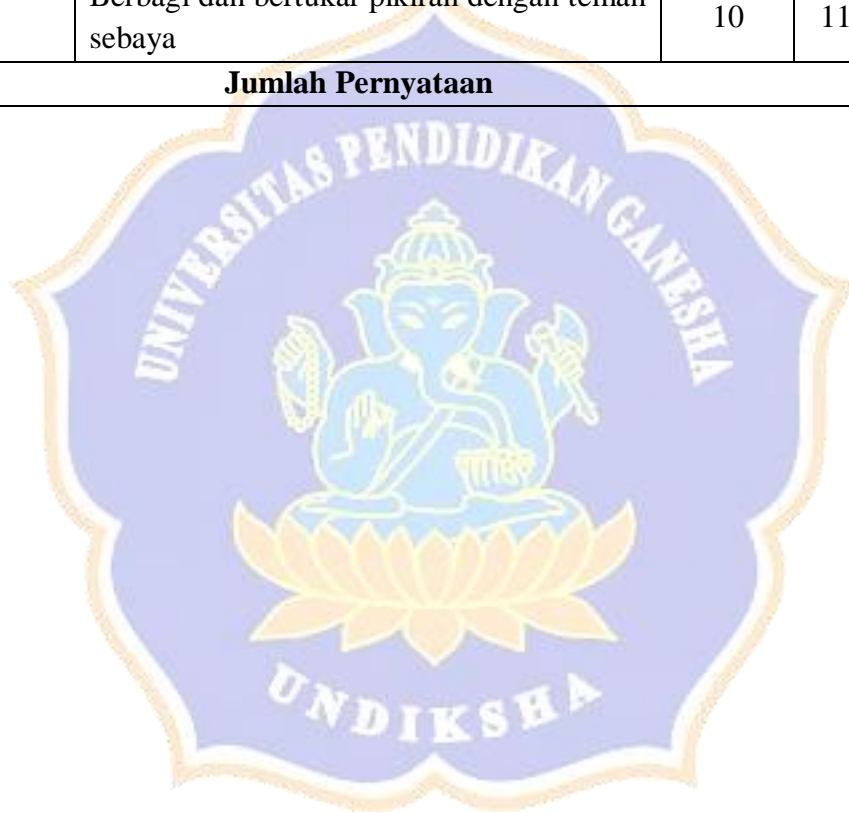 Berbagi dan bertukar pikiran dengan teman
sebaya
10
11
Jumlah Pernyataan
UNIVERSITAS PENDIDIKAN GANESHA
UNDIKSHA